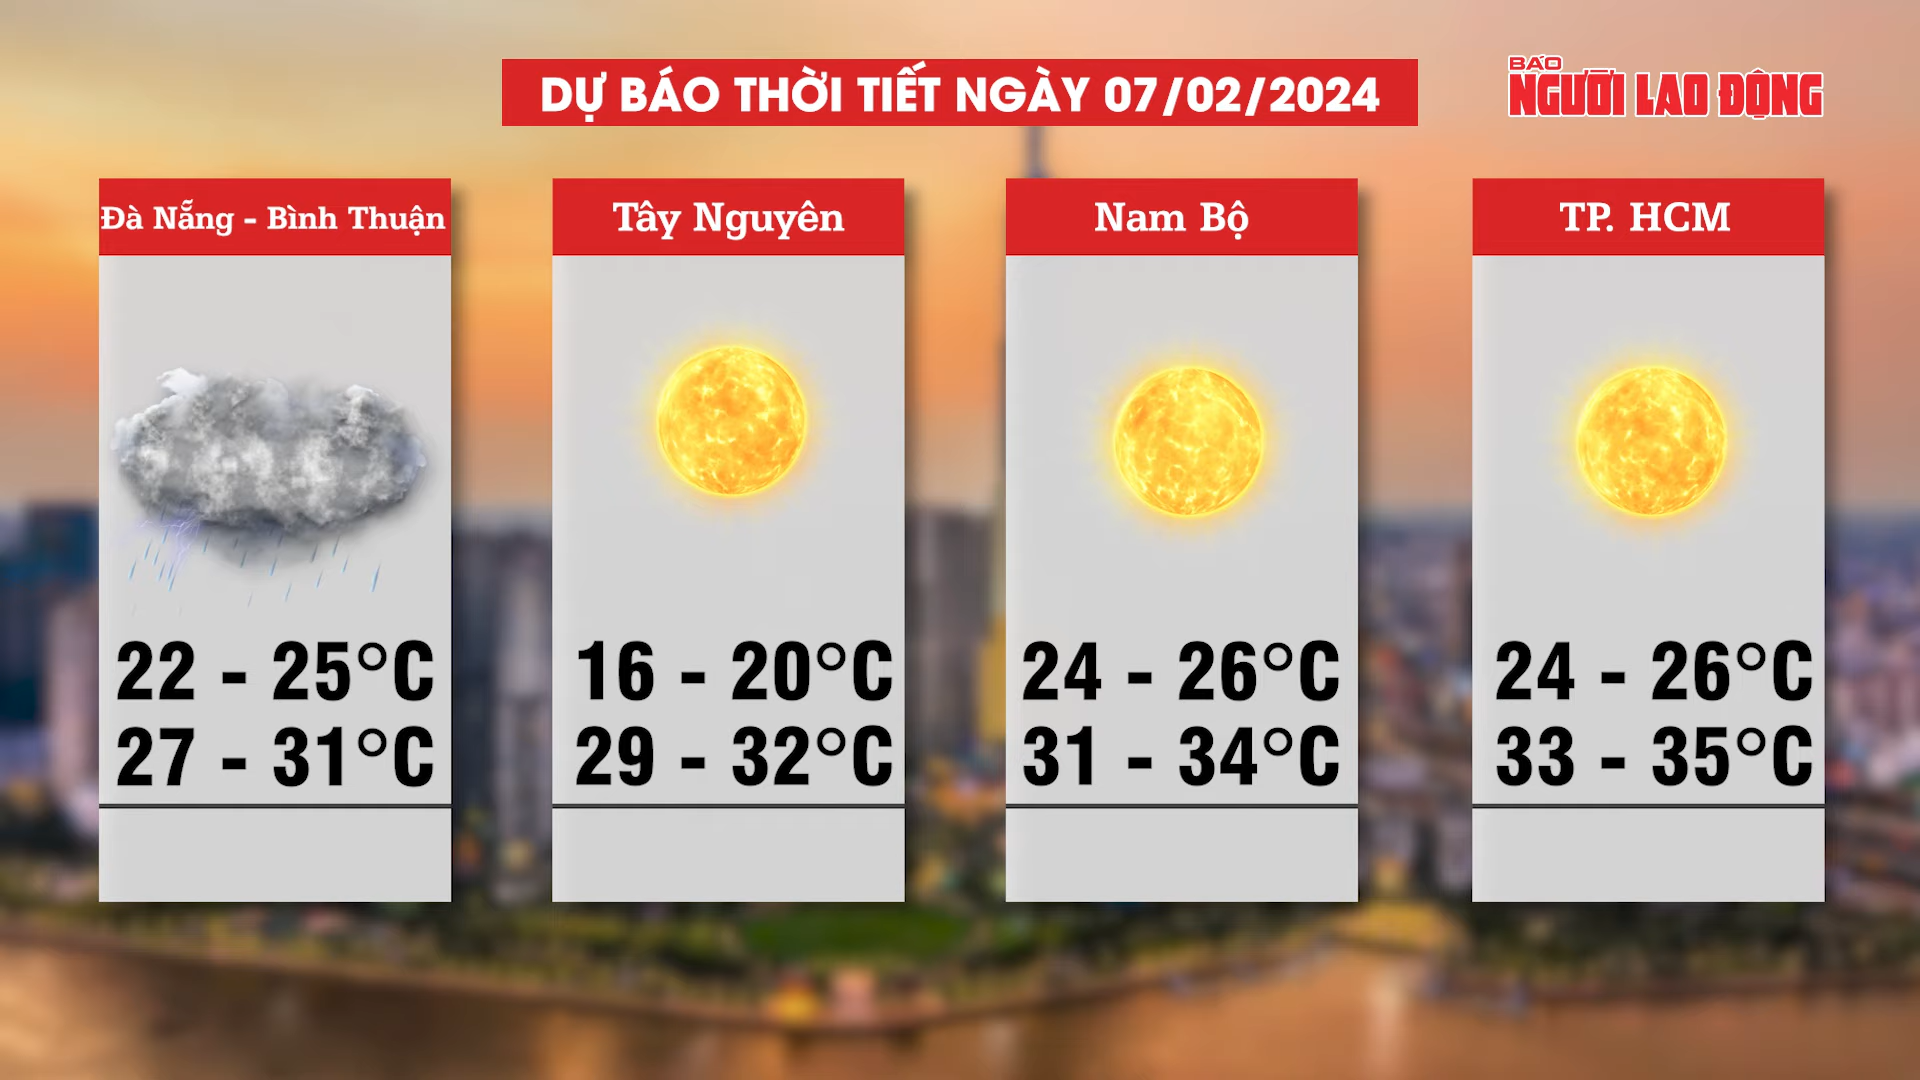 DỰ BÁO THỜI TIẾT NGÀY 07/02/2024
BÁO
NGƯỜI LAO ĐỘNG
Đà Nẵng - Bình Thuận
22 - 25°C
27 - 31°C
Tây Nguyên
16 - 20°C
29 - 32°C
Nam Bộ
24 - 26°C
31 - 34°C
TP. HCM
24 - 26°C
33 - 35°C